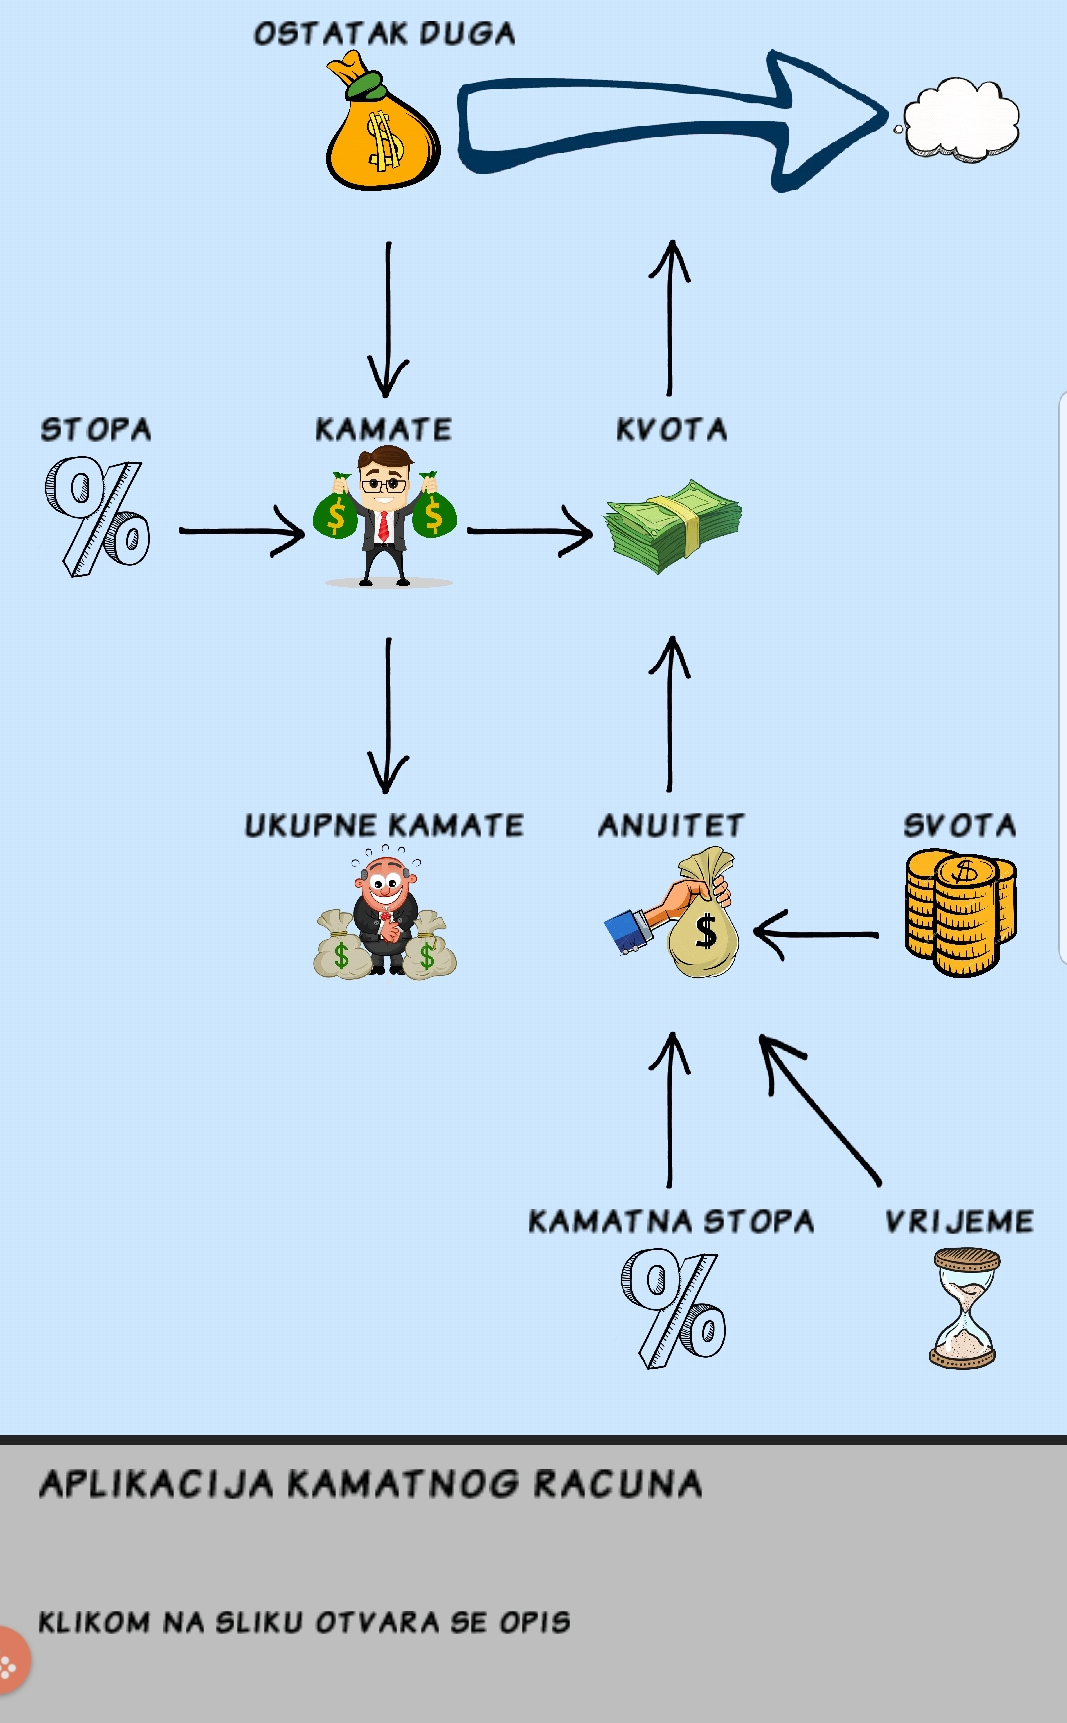 OSTATAK DUGA
STOPA
KAMATE
KVOTA
UKUPNE KAMATE
ANUITET
SVOTA
KAMATNA STOPA
VRIJEME
APLIKACIJA KAMATNOG RACUNA
KLIKOM NA SLIKU OTVARA SE OPIS